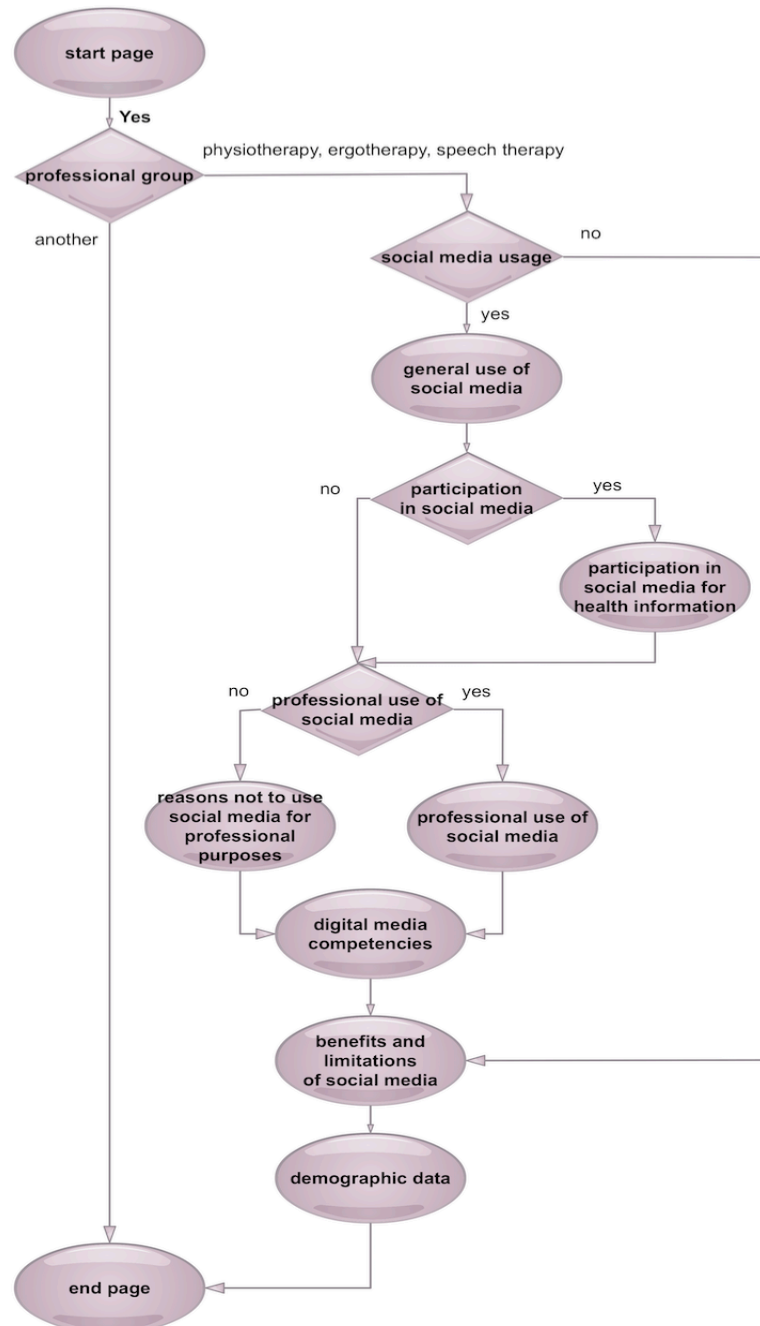 start page
Yes
professional group
physiotherapy, ergotherapy, speech therapy
another
social media usage
no
yes
general use of
social media
participation
in social media
no
yes
participation in
social media for
health information
professional use of
social media
no
yes
reasons not to use
social media for
professional
purposes
professional use of
social media
digital media
competencies
benefits and
limitations
of social media
demographic data
end page